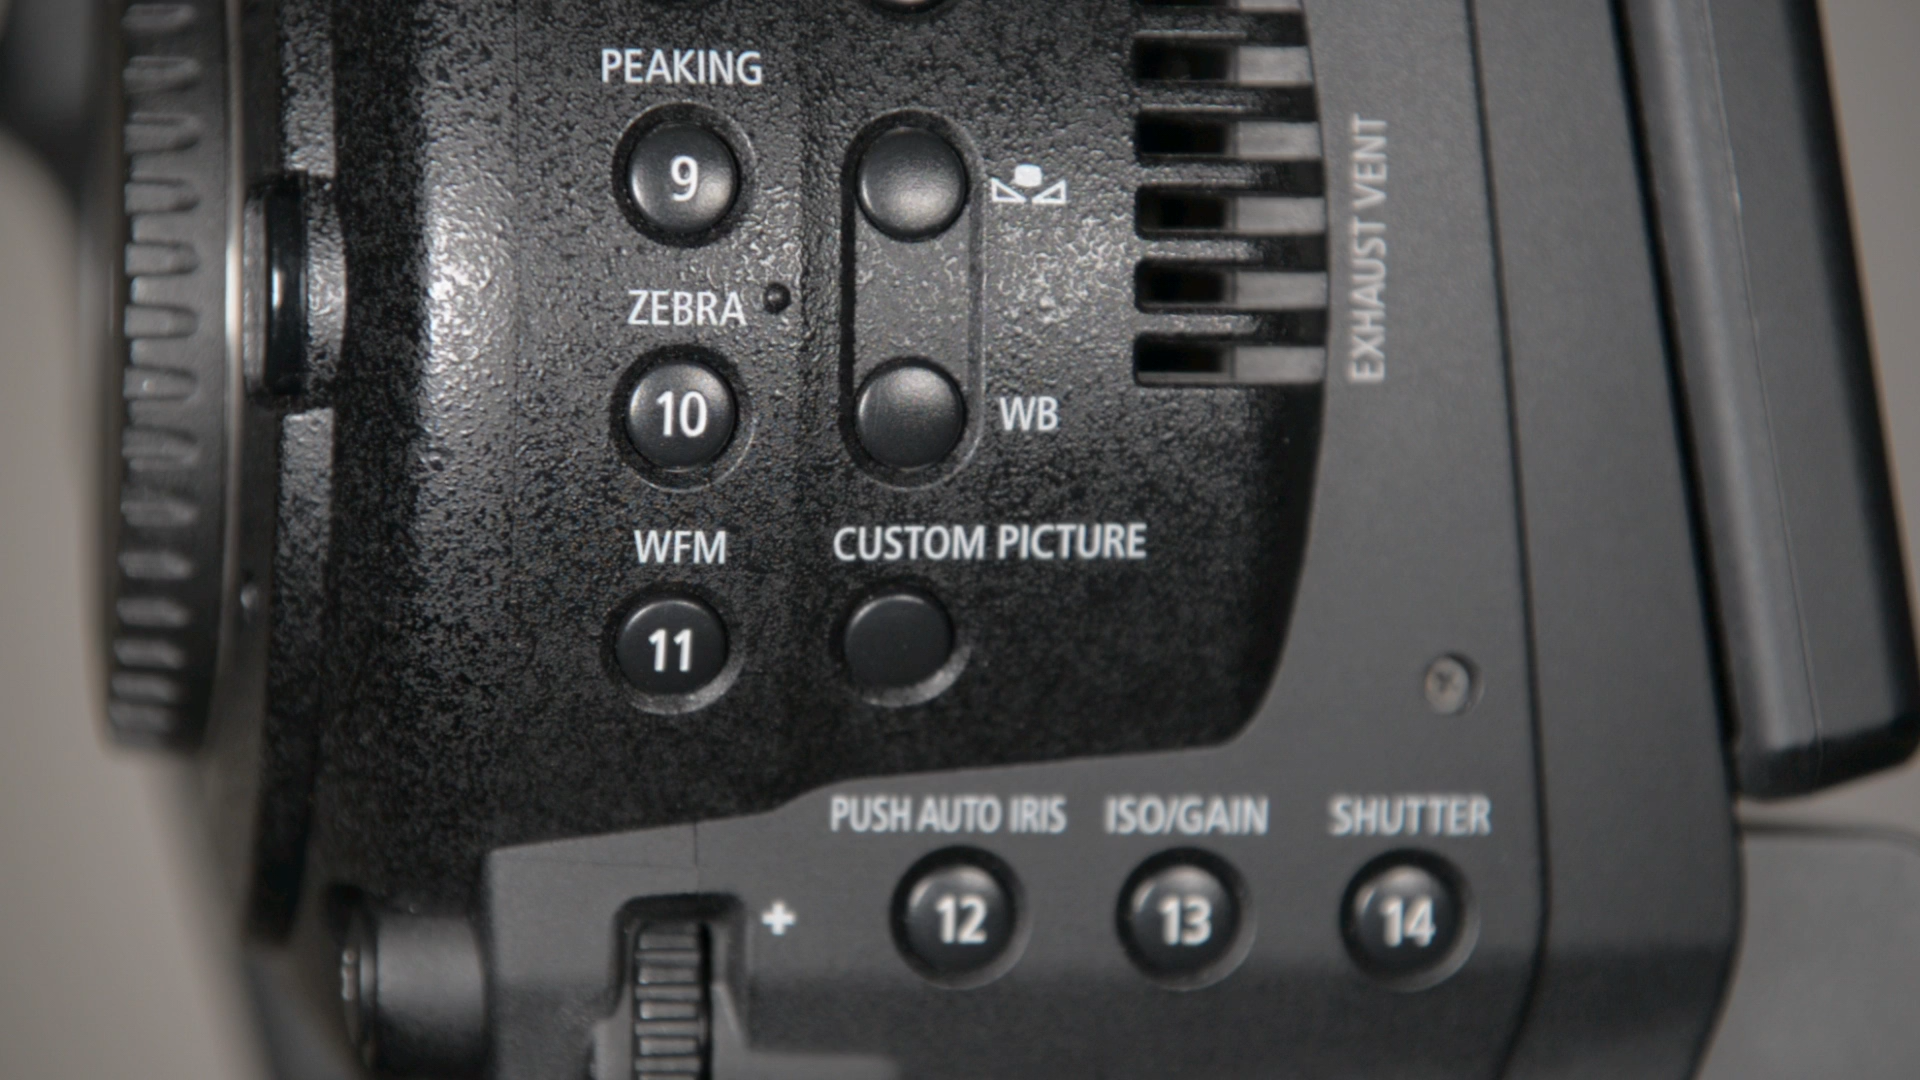 PEAKING
9
ZEBRA
10
WB
WFM
11
CUSTOM PICTURE
EXHAUST VENT
PUSH AUTO IRIS
12
ISO/GAIN
13
SHUTTER
14
+